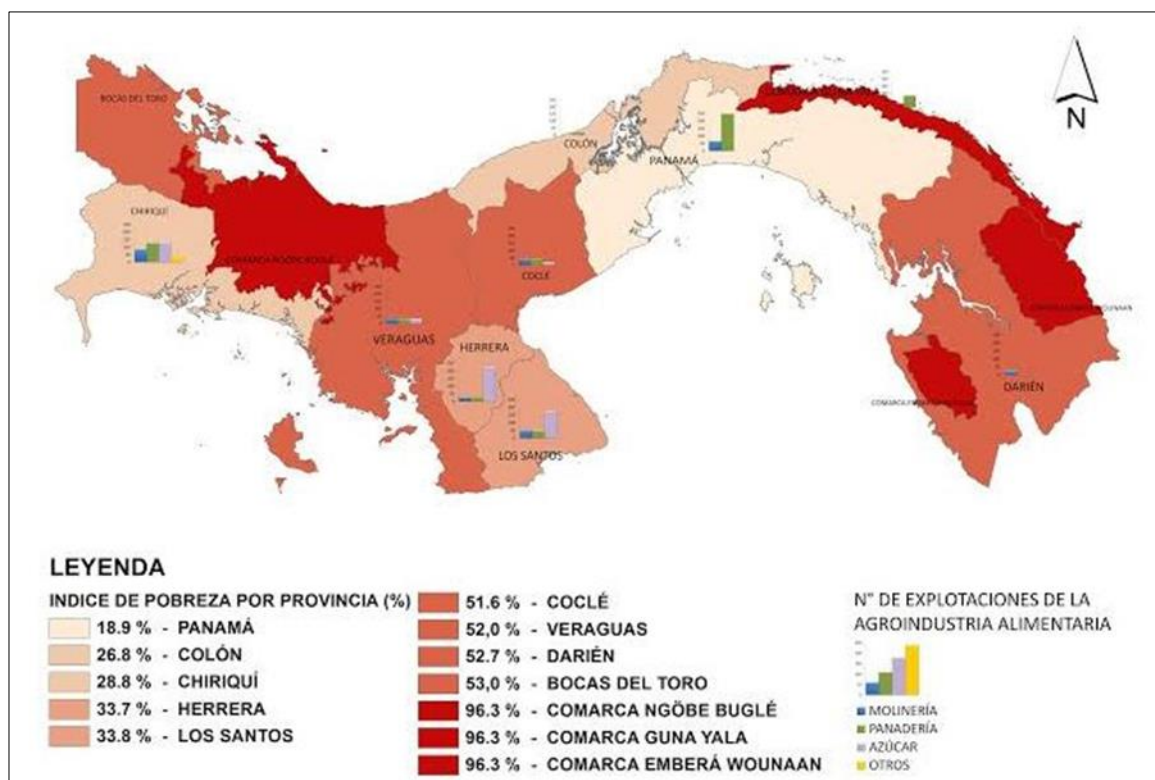 N
BOCAS DEL TORO
COLÓN
PANAMÁ
CHIRIQUÍ
COCLÉ
VERAGUAS
HERRERA
LOS SANTOS
DARIÉN
LEYENDA
INDICE DE POBREZA POR PROVINCIA (%)
18.9 % - PANAMÁ
26.8 % - COLÓN
28.8 % - CHIRIQUÍ
33.7 % - HERRERA
33.8 % - LOS SANTOS
51.6 % - COCLÉ
52,0 % - VERAGUAS
52.7 % - DARIÉN
53,0 % - BOCAS DEL TORO
96.3 % - COMARCA NGÖBE BUGLÉ
96.3 % - COMARCA GUNA YALA
96.3 % - COMARCA EMBERÁ WOUNAAN
N° DE EXPLOTACIONES DE LA
AGROINDUSTRIA ALIMENTARIA
MOLINERÍA
PANADERÍA
AZÚCAR
OTROS